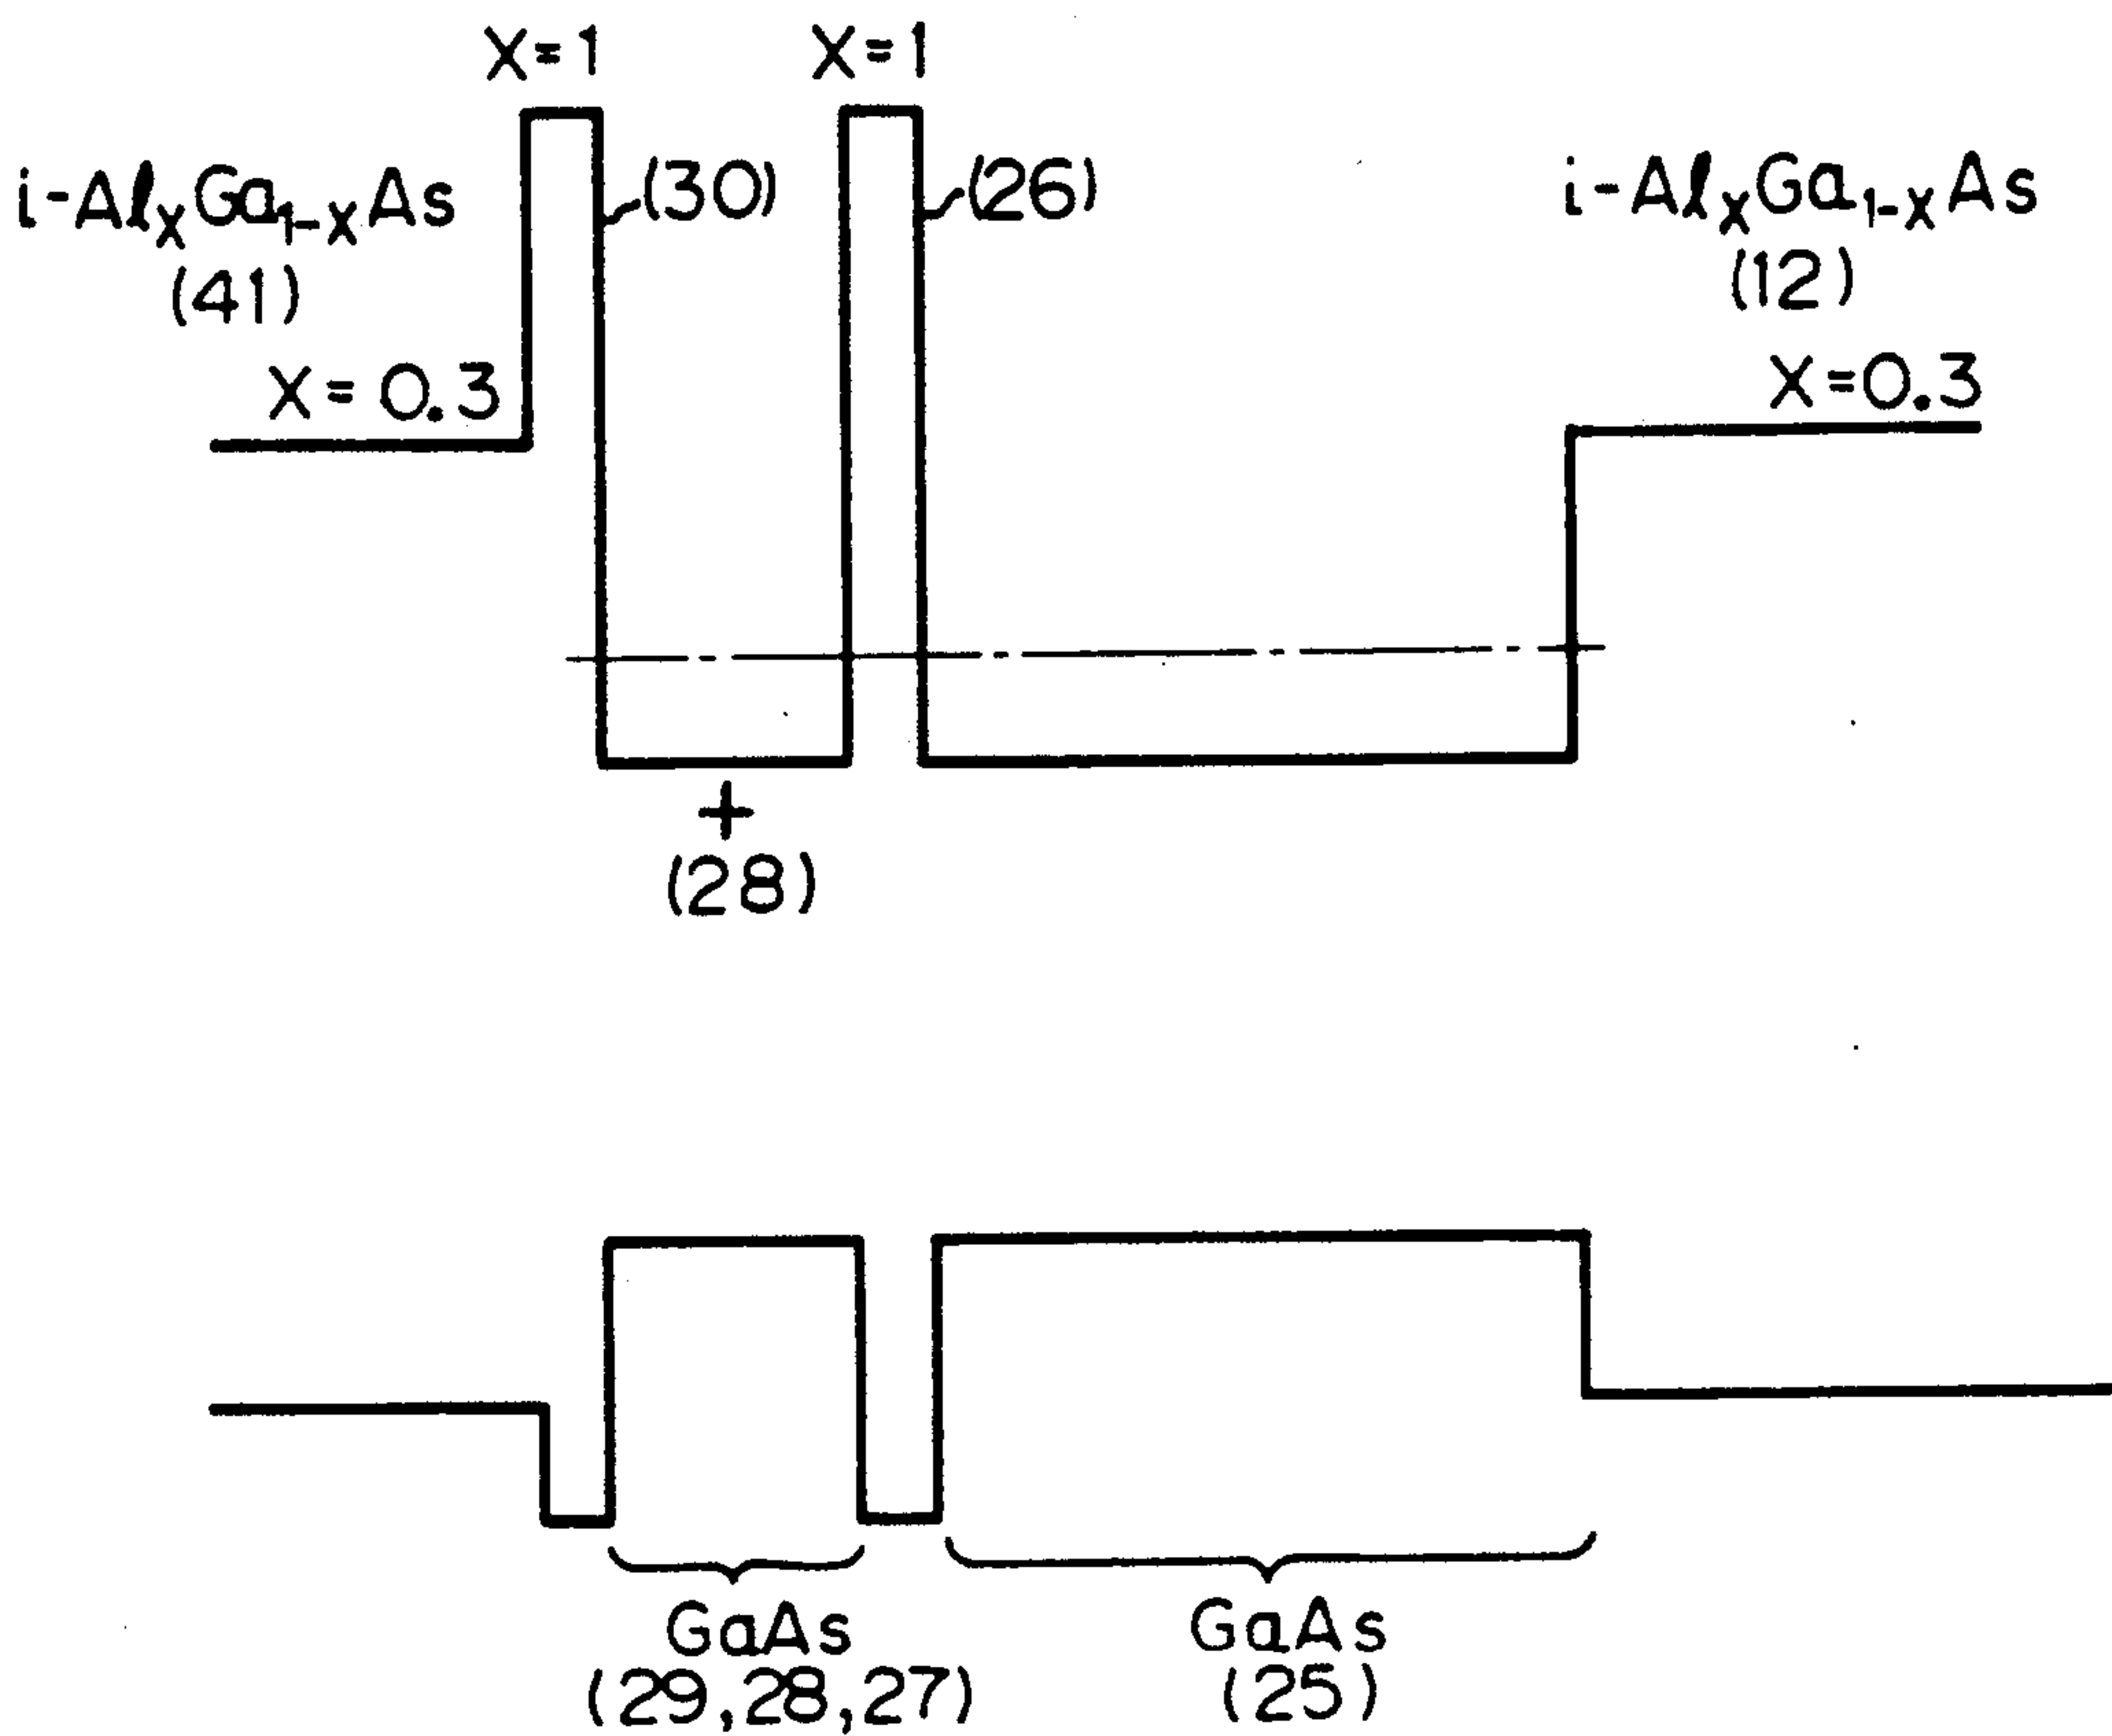 X=1
X=1
i-AlxGa1-xAs
(30)
(26)
i-AlxGa1-xAs
(41)
(12)
X=0.3
X=0.3
+
(28)
GaAs
GaAs
(29,28,27)
(25)